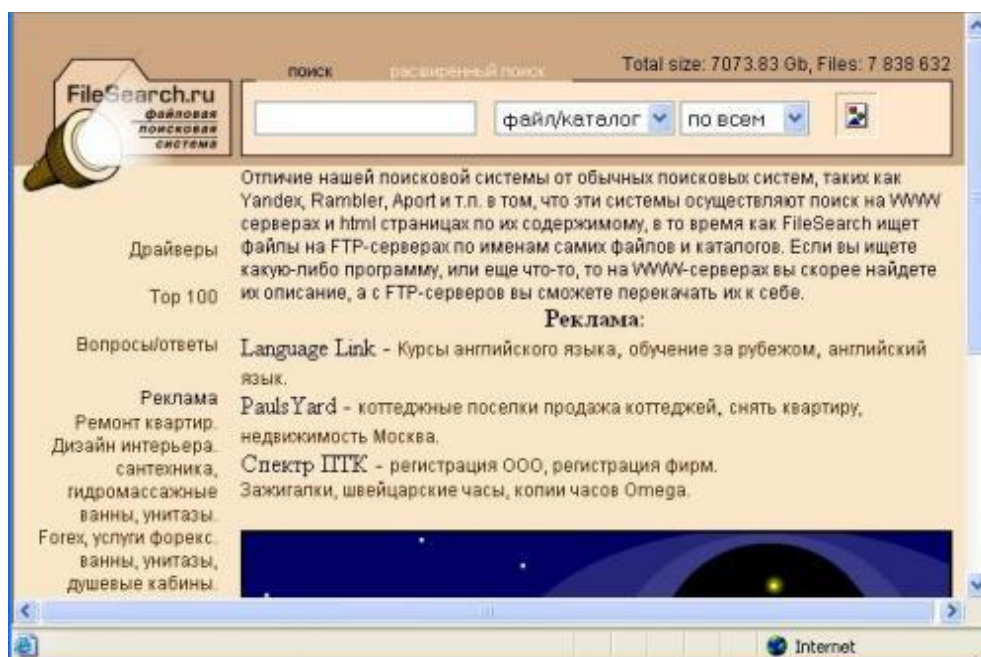 поиск расширенный поиск Total size: 7073.83 Gb, Files: 7 838 632
FileSearch.ru
файловая
поисковая
система
файл/каталог по всем
Отличие нашей поисковой системы от обычных поисковых систем, таких как
Yandex, Rambler, Aport и т.п. в том, что эти системы осуществляют поиск на WWW
серверах и html страницах по их содержимому, в то время как FileSearch ищет
файлы на FTP-серверах по именам самих файлов и каталогов. Если вы ищете
какую-либо программу, или еще что-то, то на WWW-серверах вы скорее найдете
их описание, а с FTP-серверов вы сможете перекачать их к себе.
Драйверы
Top 100
Вопросы/ответы
Реклама
Ремонт квартир.
Дизайн интерьера.
сантехника,
гидромассажные
ванны, унитазы.
Forex, услуги форекс.
ванны, унитазы,
душевые кабины.
Реклама:
Language Link - Курсы английского языка, обучение за рубежом, английский
язык.
PaulsYard - коттеджные поселки продажа коттеджей, снять квартиру,
недвижимость Москва.
Спектр ПТК - регистрация ООО, регистрация фирм.
Зажигалки, швейцарские часы, копии часов Omega.
Internet